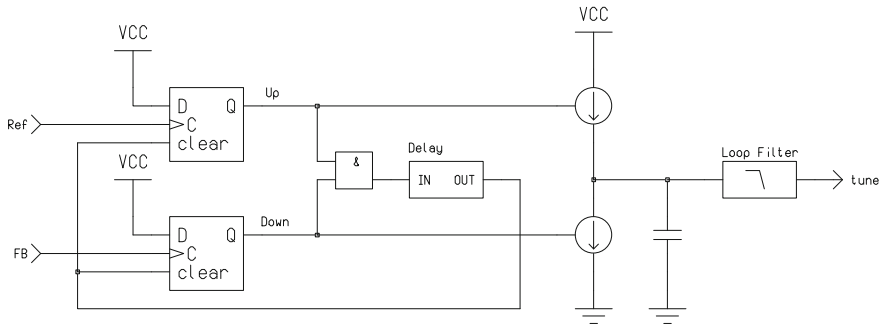 VCC
VCC
Up
D Q
Ref
C
clear
&
Delay
IN OUT
Loop Filter
tune
VCC
Down
D Q
FB
C
clear